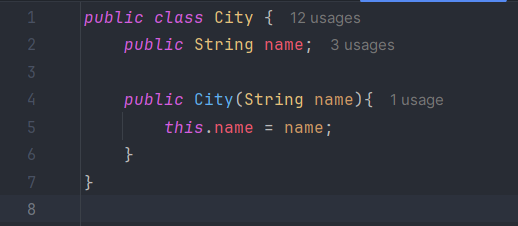 1 public class City { 12 usages
2 public String name; 3 usages
3
4 public City(String name){ 1 usage
5 this.name = name;
6 }
7 }
8